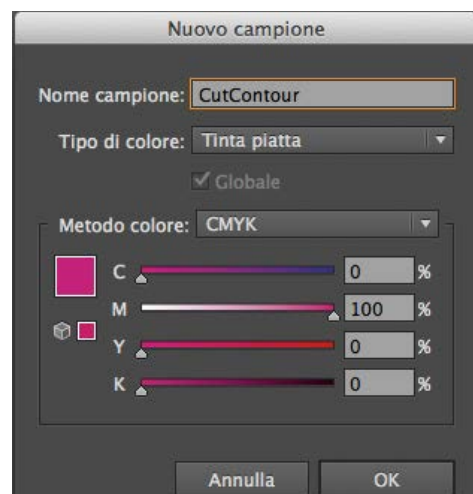 Nuovo campione
Nome campione: CutContour
Tipo di colore: Tinta piatta
Globale
Metodo colore: CMYK
C 0 %
M 100 %
Y 0 %
K 0 %
Annulla OK